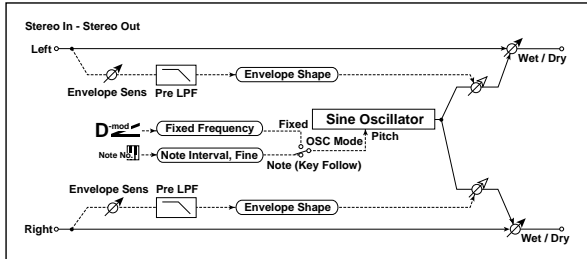 Stereo In - Stereo Out
Left
Wet / Dry
Envelope Sens Pre LPF
Envelope Shape
D-mod
Fixed Frequency
Fixed
Sine Oscillator
OSC Mode
Pitch
Note No.
Note Interval, Fine
Note (Key Follow)
Envelope Sens Pre LPF
Envelope Shape
Right
Wet / Dry